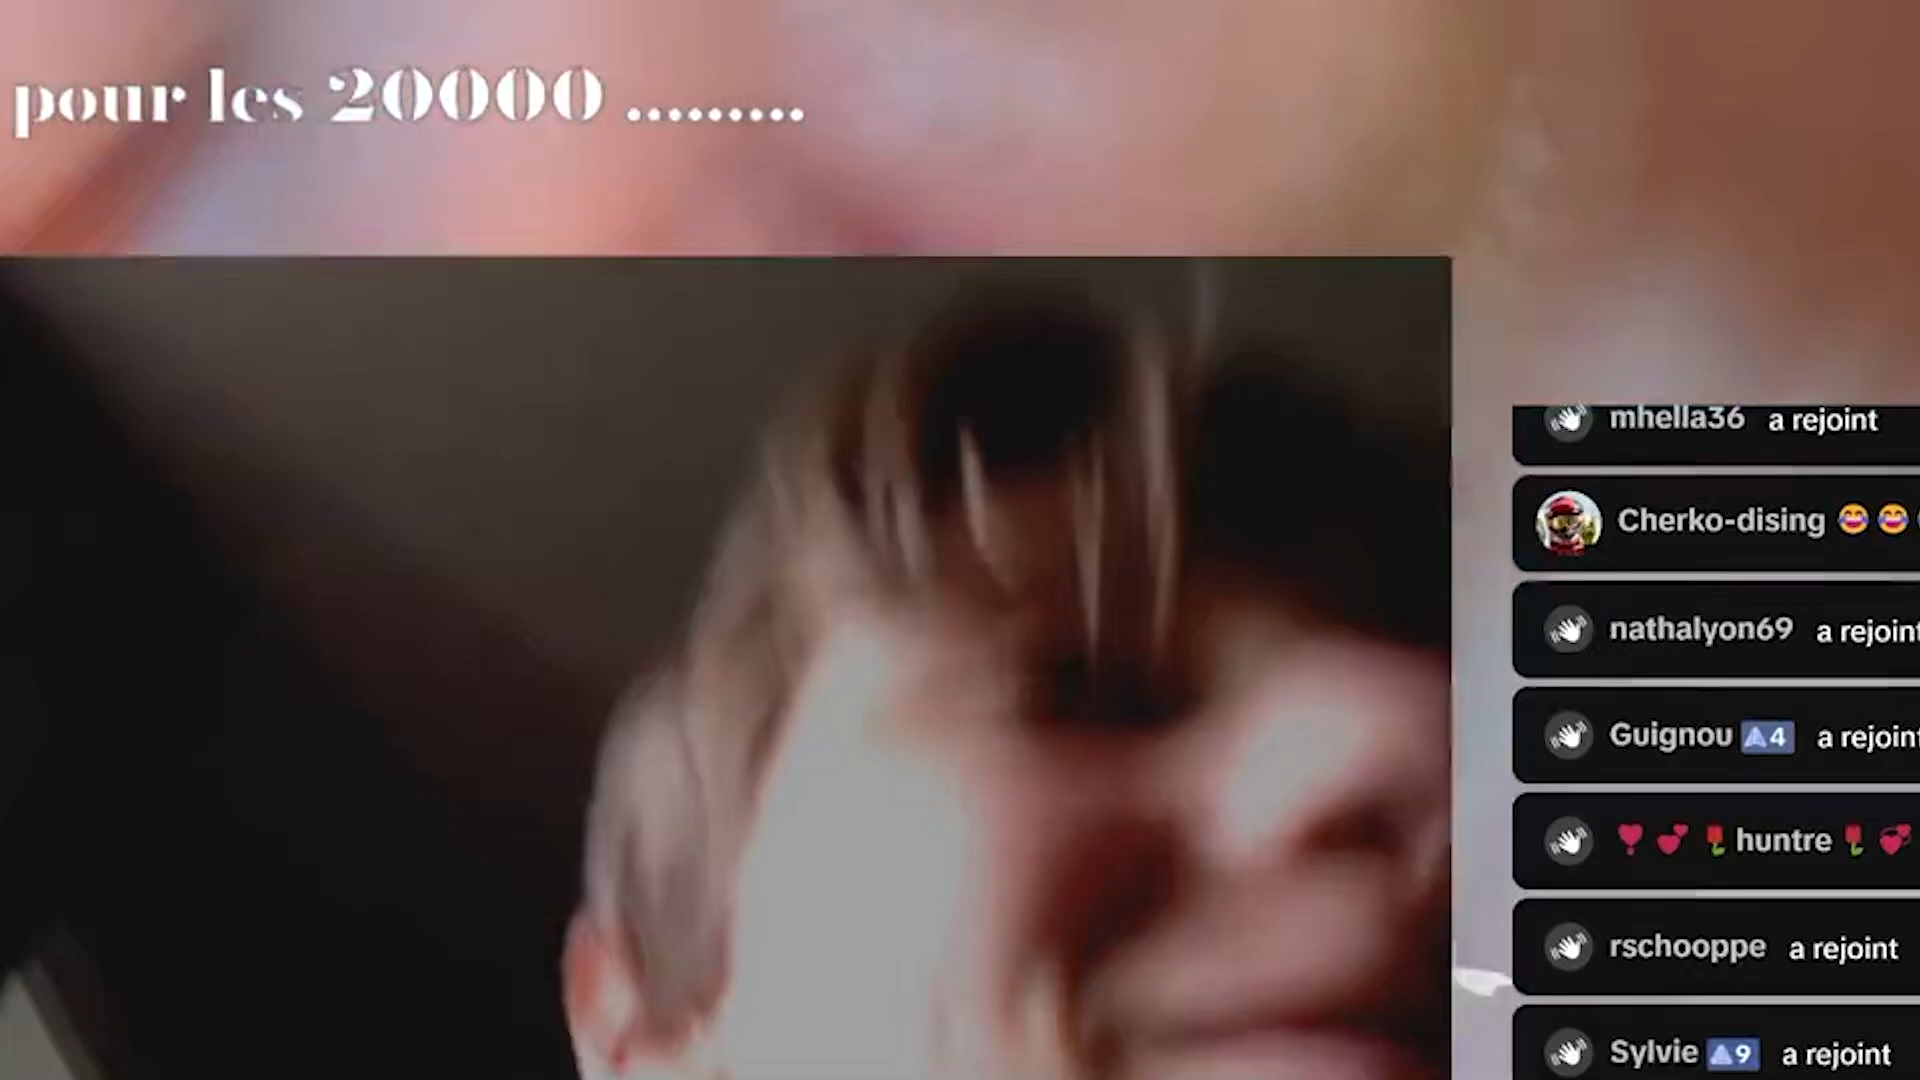 pour les 20000 .........
mhella36 a rejoint
Cherko-dising 😂 😂
nathalyon69 a rejoint
Guignou 4 a rejoint
❣️ 💕 🌷 huntre 🌷 💞
rschooppe a rejoint
Sylvie 9 a rejoint